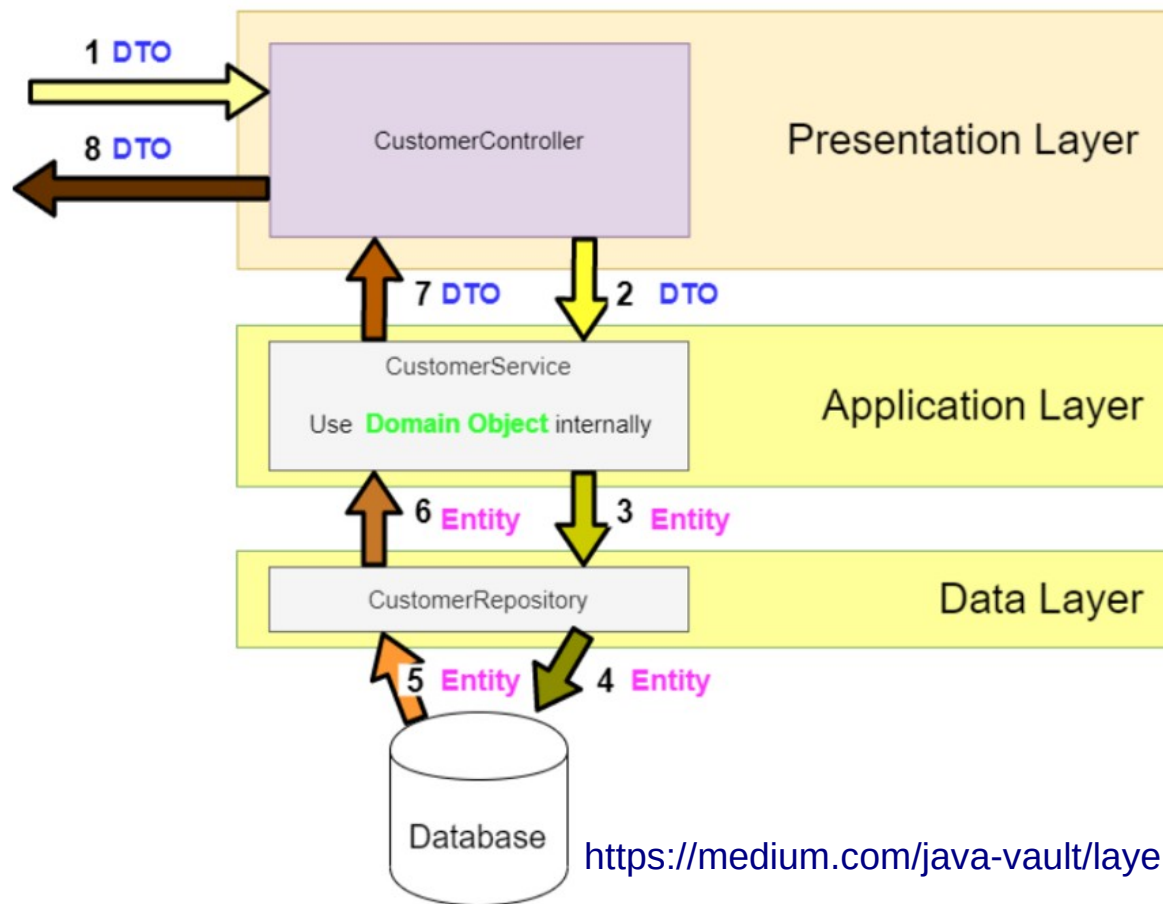 1 DTO
8 DTO
CustomerController
Presentation Layer
7 DTO
2 DTO
CustomerService
Use Domain Object internally
Application Layer
6 Entity
3 Entity
CustomerRepository
Data Layer
5 Entity
4 Entity
Database
https://medium.com/java-vault/laye